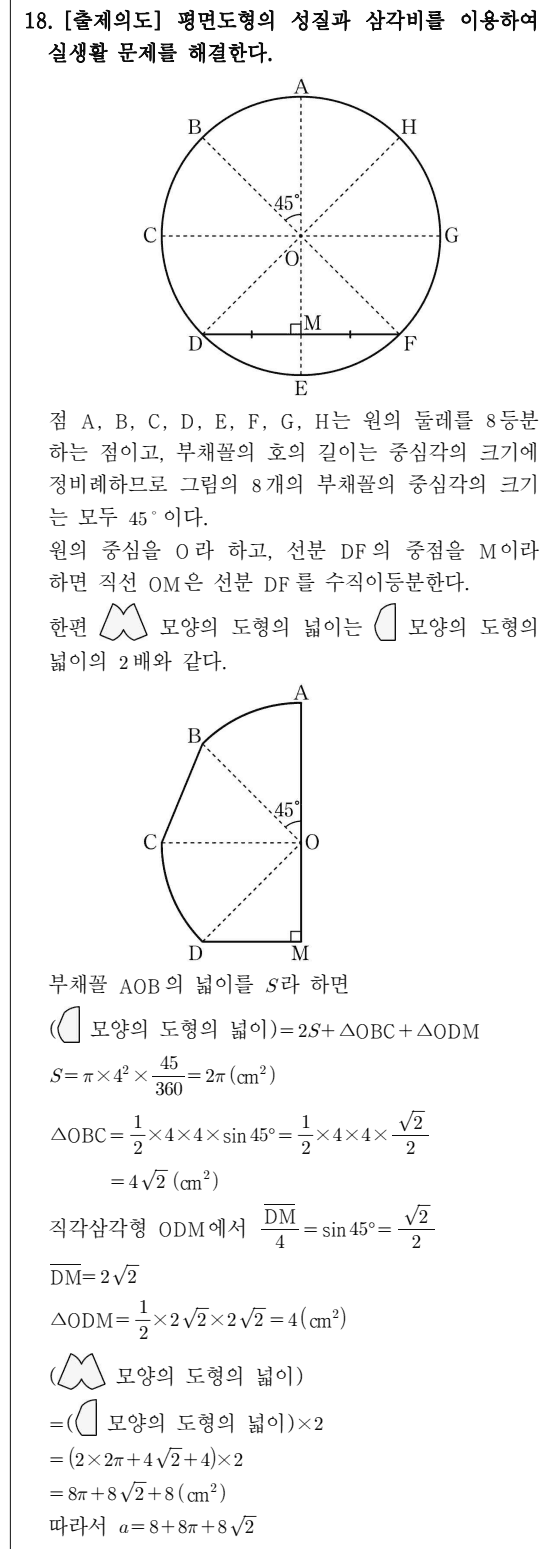 18. [출제의도] 평면도형의 성질과 삼각비를 이용하여
실생활 문제를 해결한다.
A
B
H
45°
C
G
O
M
D
F
E
점 A, B, C, D, E, F, G, H는 원의 둘레를 8등분
하는 점이고, 부채꼴의 호의 길이는 중심각의 크기에
정비례하므로 그림의 8개의 부채꼴의 중심각의 크기
는 모두 45°이다.
원의 중심을 O라 하고, 선분 DF의 중점을 M이라
하면 직선 OM은 선분 DF를 수직이등분한다.
한편 모양의 도형의 넓이는 모양의 도형의
넓이의 2배와 같다.
A
B
45°
C
O
D
M
부채꼴 AOB의 넓이를 S라 하면
( 모양의 도형의 넓이)=2S+△OBC+△ODM
S=π×4²×45/360=2π(cm²)
△OBC=1/2×4×4×sin45°=1/2×4×4×√2/2
=4√2 (cm²)
직각삼각형 ODM에서 DM/4=sin45°=√2/2
DM=2√2
△ODM=1/2×2√2×2√2=4(cm²)
( 모양의 도형의 넓이)
=( 모양의 도형의 넓이)×2
=(2×2π+4√2+4)×2
=8π+8√2+8(cm²)
따라서 a=8+8π+8√2